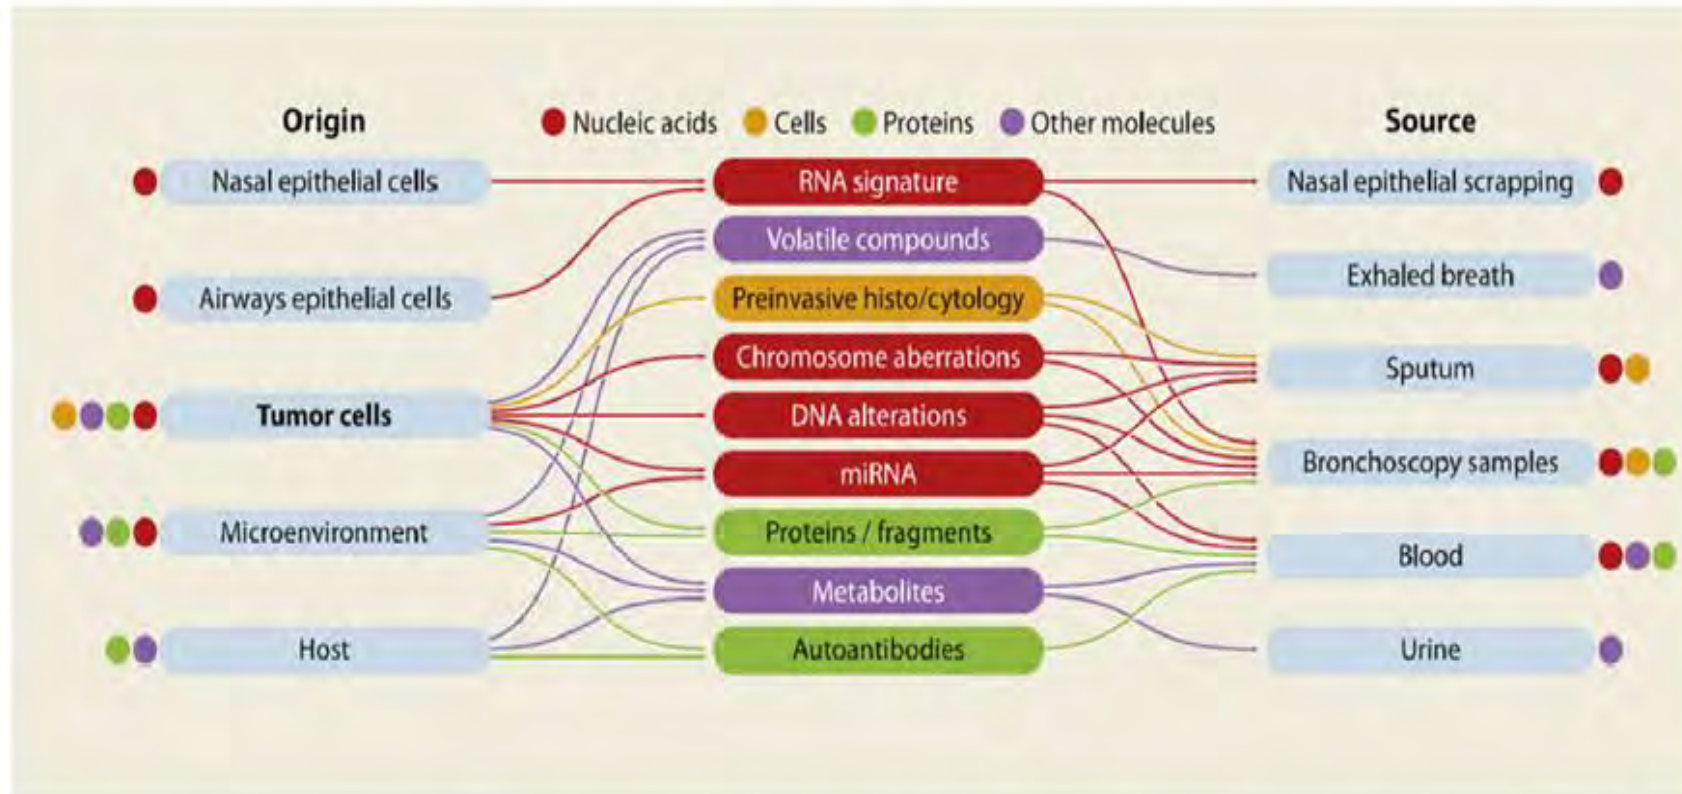 Origin
Nucleic acids
Cells
Proteins
Other molecules
Source
Nasal epithelial cells
Airways epithelial cells
Tumor cells
Microenvironment
Host
RNA signature
Volatile compounds
Preinvasive histo/cytology
Chromosome aberrations
DNA alterations
miRNA
Proteins / fragments
Metabolites
Autoantibodies
Nasal epithelial scrapping
Exhaled breath
Sputum
Bronchoscopy samples
Blood
Urine